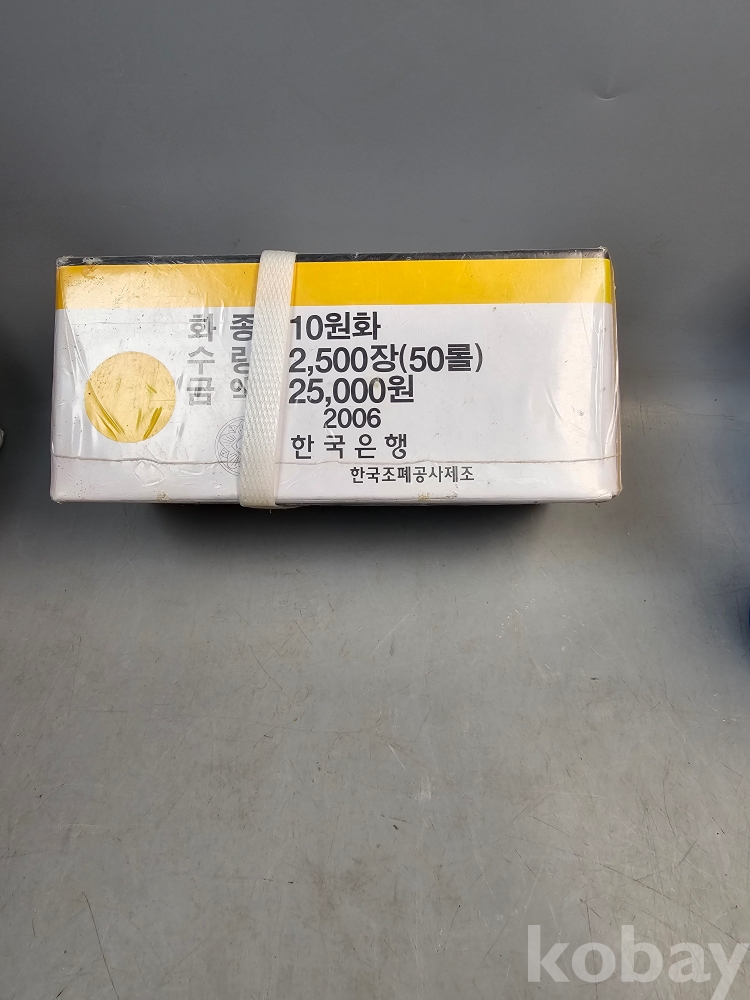 화 종 10원화
수 량 2,500장(50롤)
금 액 25,000원
2006
한국은행
한국조폐공사제조
kobay